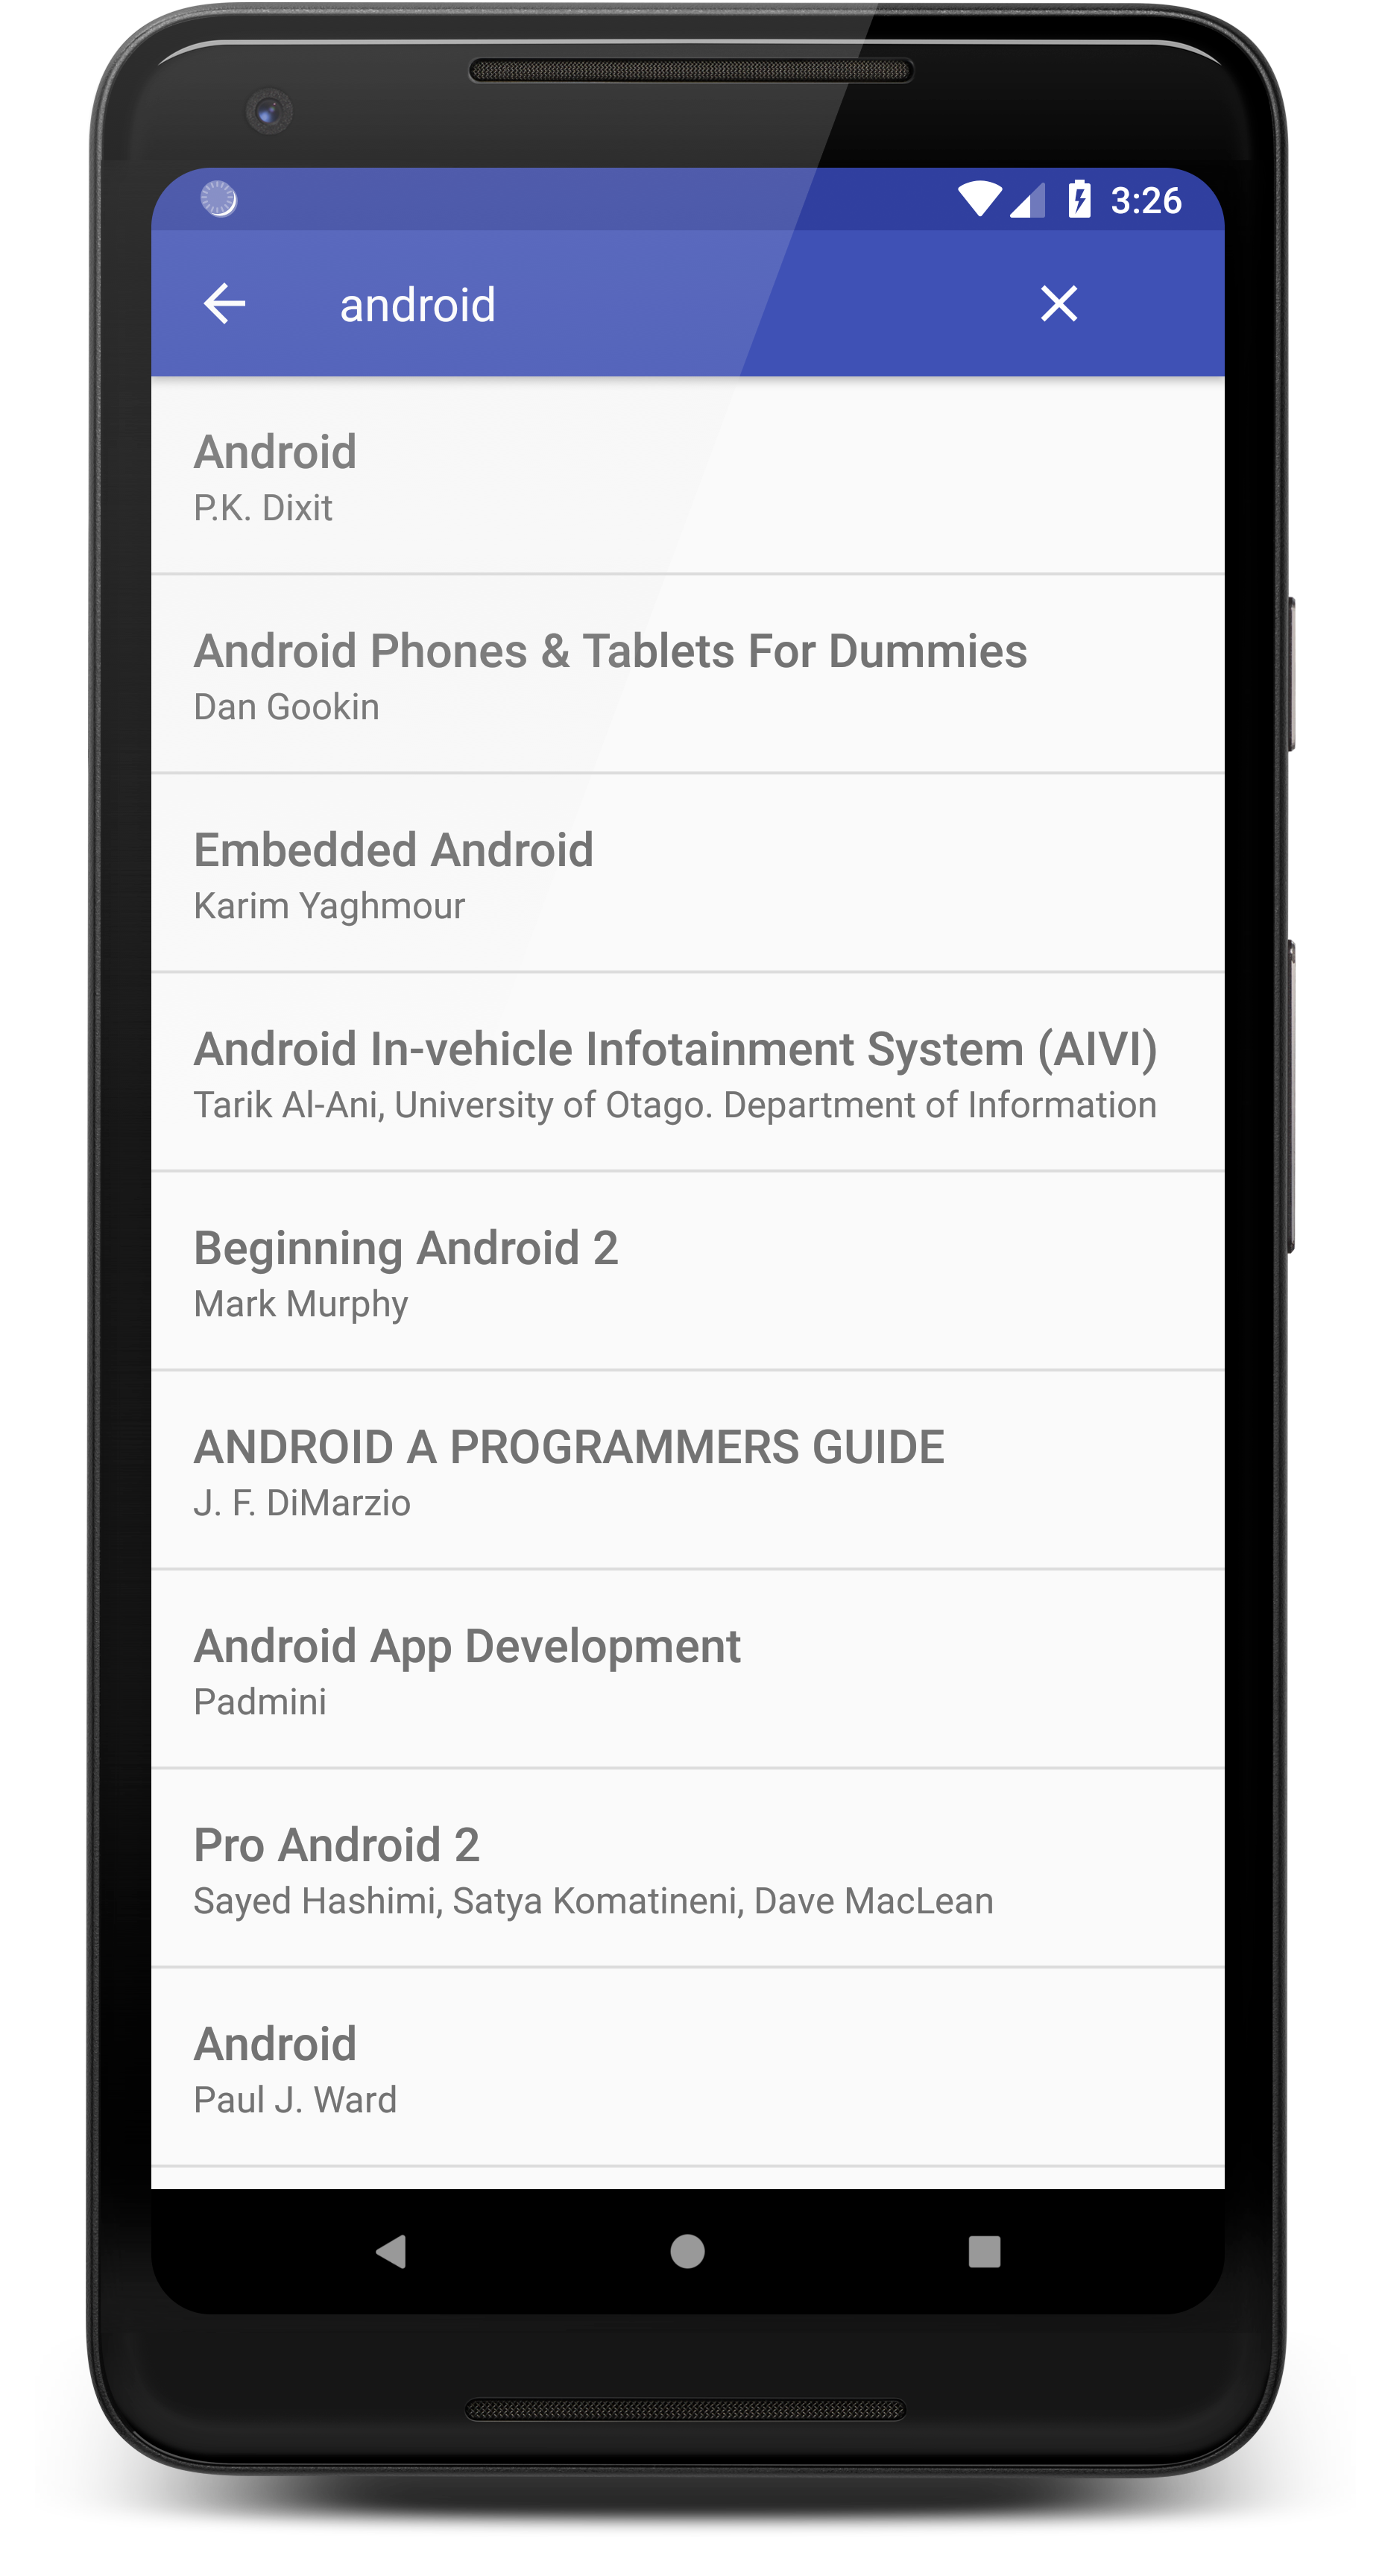 3:26
android
Android
P.K. Dixit
Android Phones & Tablets For Dummies
Dan Gookin
Embedded Android
Karim Yaghmour
Android In-vehicle Infotainment System (AIVI)
Tarik Al-Ani, University of Otago. Department of Information
Beginning Android 2
Mark Murphy
ANDROID A PROGRAMMERS GUIDE
J. F. DiMarzio
Android App Development
Padmini
Pro Android 2
Sayed Hashimi, Satya Komatineni, Dave MacLean
Android
Paul J. Ward